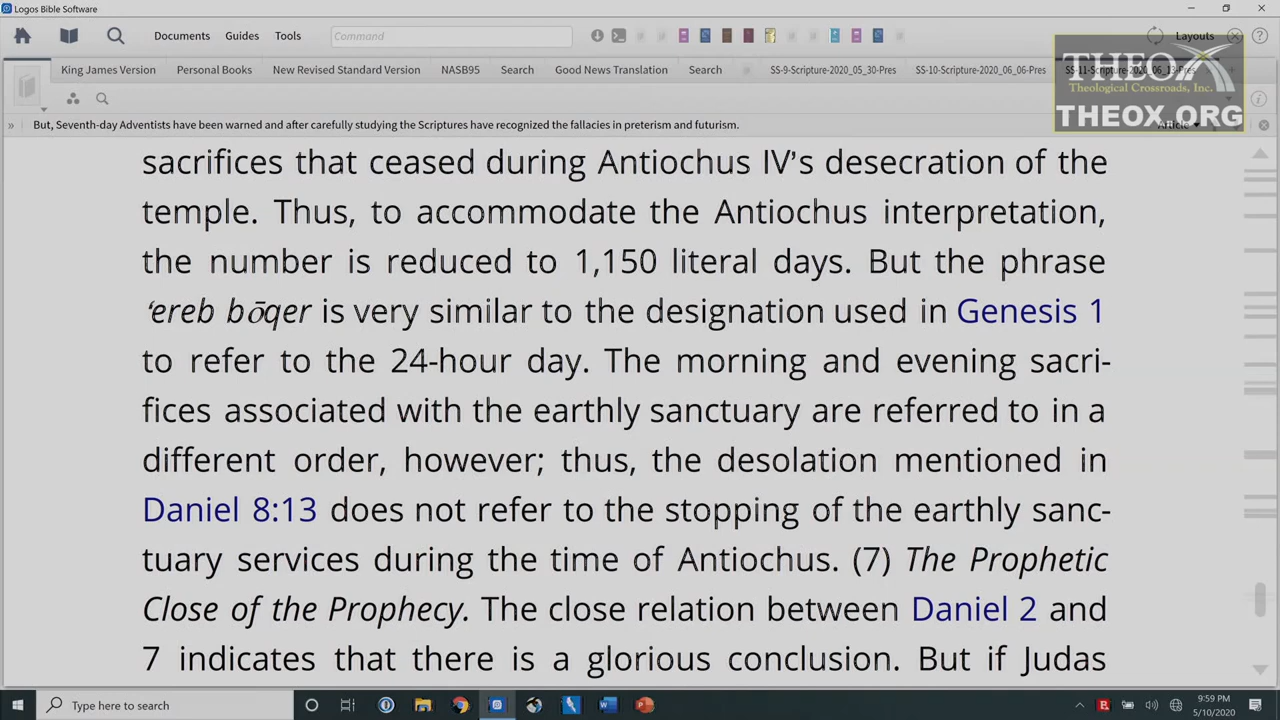 Logos Bible Software
Documents Guides Tools Command Layouts
King James Version Personal Books New Revised Standard NASB95 Search Good News Translation Search SS-9-Scripture-2020_05_30-Pres SS-10-Scripture-2020_06_06-Pres SS-11-Scripture-2020_06_13-Pres
THEOX
Theological Crossroads, Inc.
THEOX.ORG
» But, Seventh-day Adventists have been warned and after carefully studying the Scripture have recognized the fallacies in preterism and futurism. Article
sacrifices that ceased during Antiochus IV’s desecration of the
temple. Thus, to accommodate the Antiochus interpretation,
the number is reduced to 1,150 literal days. But the phrase
‘ereb bōqer is very similar to the designation used in Genesis 1
to refer to the 24-hour day. The morning and evening sacri-
fices associated with the earthly sanctuary are referred to in a
different order, however; thus, the desolation mentioned in
Daniel 8:13 does not refer to the stopping of the earthly sanc-
tuary services during the time of Antiochus. (7) The Prophetic
Close of the Prophecy. The close relation between Daniel 2 and
7 indicates that there is a glorious conclusion. But if Judas
Type here to search
9:59 PM
5/10/2020